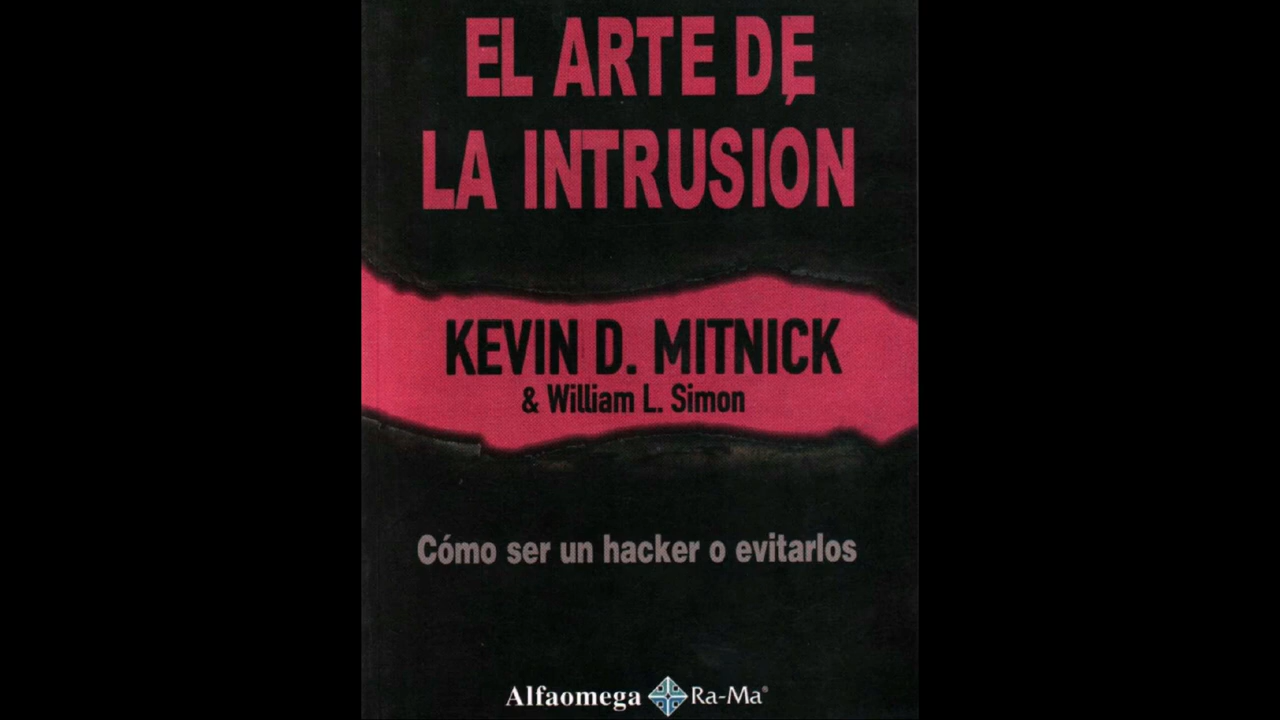 EL ARTE DE
LA INTRUSIÓN
KEVIN D. MITNICK
& William L. Simon
Cómo ser un hacker o evitarlos
Alfaomega Ra-Ma®